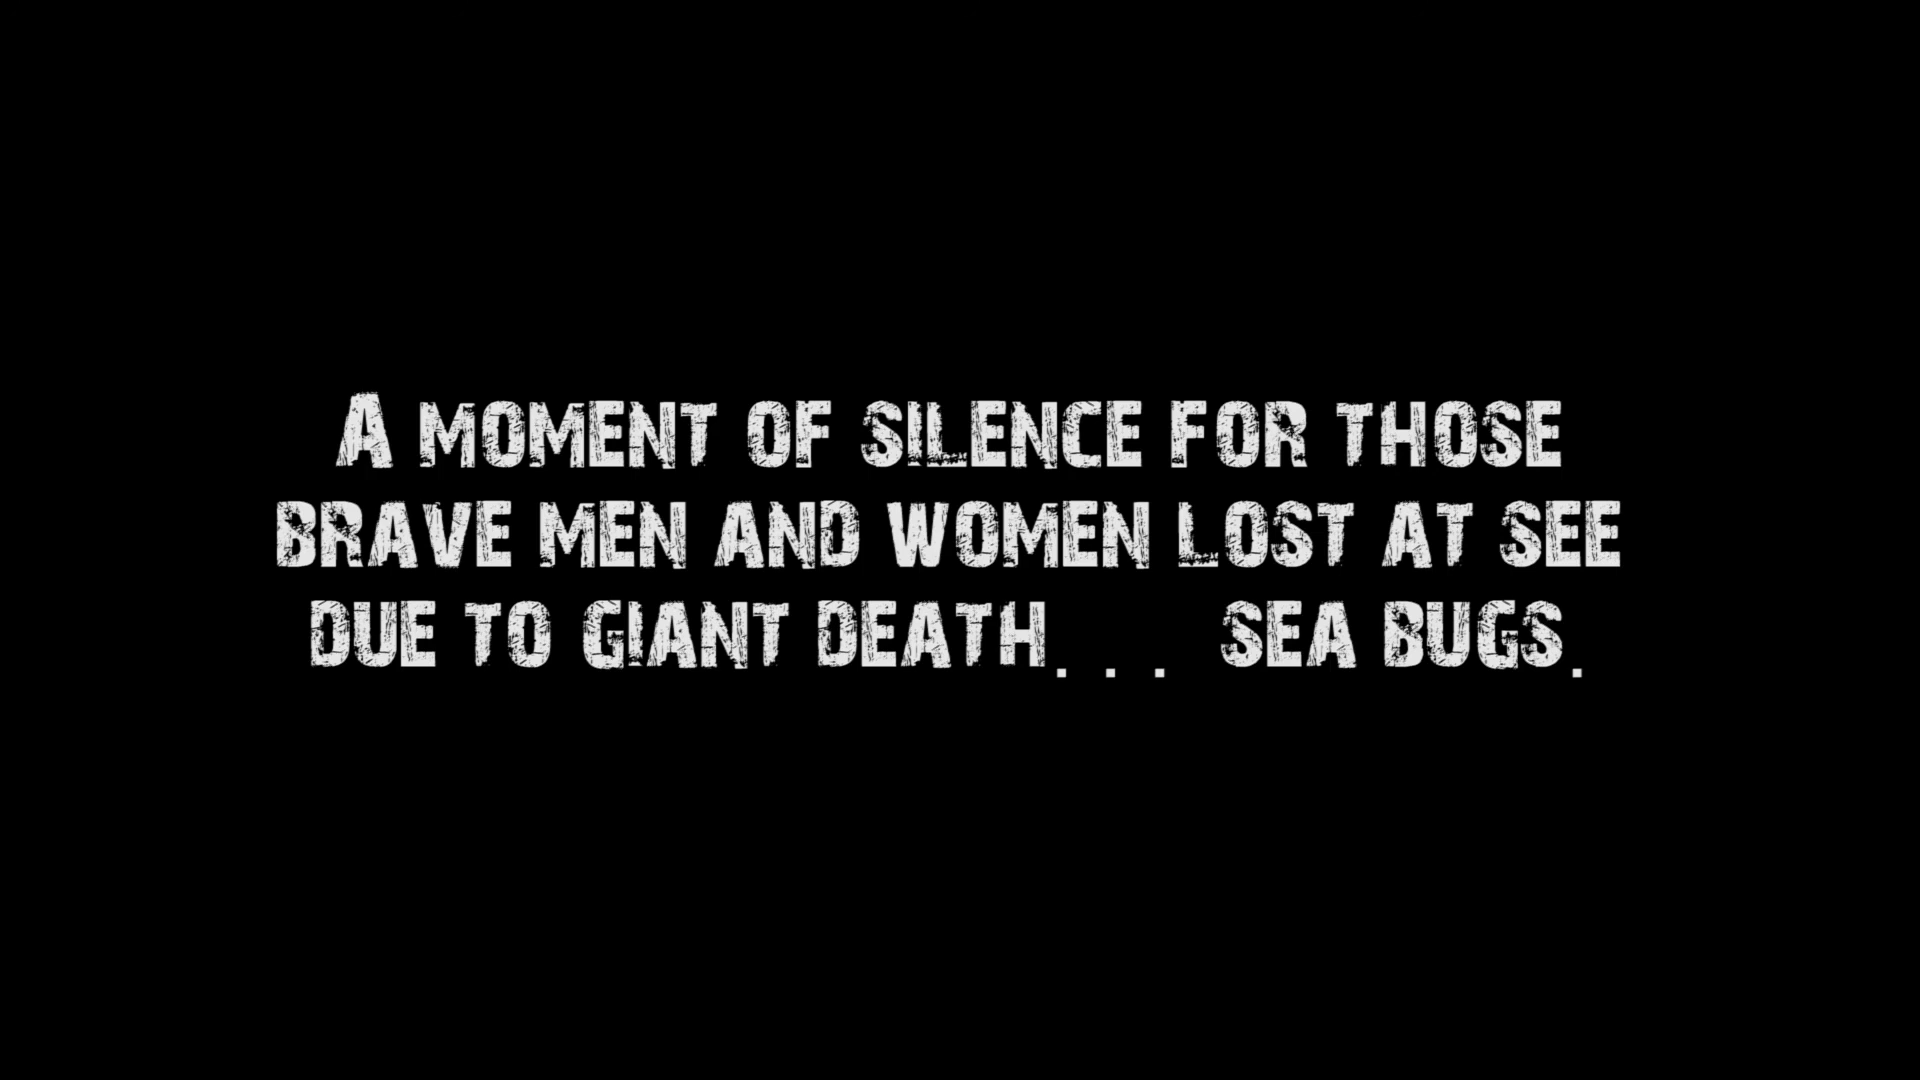 A MOMENT OF SILENCE FOR THOSE
BRAVE MEN AND WOMEN LOST AT SEE
DUE TO GIANT DEATH... SEA BUGS.